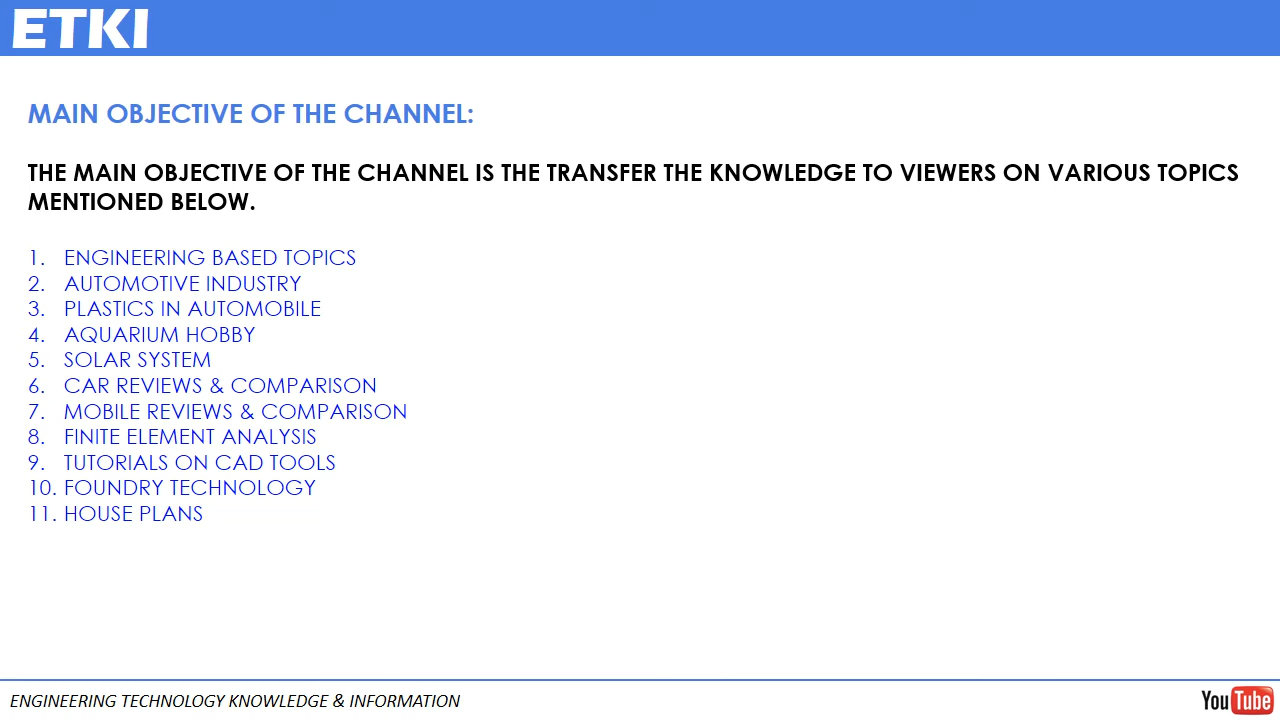 ETKI
MAIN OBJECTIVE OF THE CHANNEL:
THE MAIN OBJECTIVE OF THE CHANNEL IS THE TRANSFER THE KNOWLEDGE TO VIEWERS ON VARIOUS TOPICS
MENTIONED BELOW.
1. ENGINEERING BASED TOPICS
2. AUTOMOTIVE INDUSTRY
3. PLASTICS IN AUTOMOBILE
4. AQUARIUM HOBBY
5. SOLAR SYSTEM
6. CAR REVIEWS & COMPARISON
7. MOBILE REVIEWS & COMPARISON
8. FINITE ELEMENT ANALYSIS
9. TUTORIALS ON CAD TOOLS
10. FOUNDRY TECHNOLOGY
11. HOUSE PLANS
ENGINEERING TECHNOLOGY KNOWLEDGE & INFORMATION
YouTube